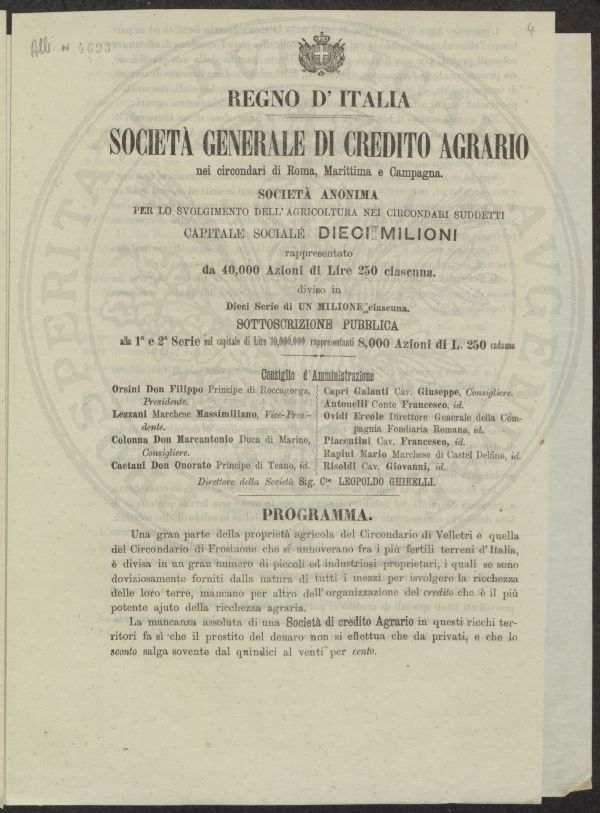 4
All. N 4693
REGNO D' ITALIA
SOCIETÀ GENERALE DI CREDITO AGRARIO
nei circondari di Roma, Marittima e Campagna.
SOCIETÀ ANONIMA
PER LO SVOLGIMENTO DELL'AGRICOLTURA NEI CIRCONDARI SUDDETTI
CAPITALE SOCIALE DIECI MILIONI
rappresentato
da 40,000 Azioni di Lire 250 ciascuna.
diviso in
Dieci Serie di UN MILIONE ciascuna.
SOTTOSCRIZIONE PUBBLICA
alla 1ª e 2ª Serie sul capitale di Lire 10,000,000 rappresentanti 8,000 Azioni di L. 250 cadauna
Consiglio d'Amministrazione
Orsini Don Filippo Principe di Roccagorga,
Presidente.
Lezzani Marchese Massimiliano, Vice-Presi-
dente.
Colonna Don Marcantonio Duca di Marino,
Consigliere.
Caetani Don Onorato Principe di Teano, id.
Capri Galanti Cav. Giuseppe, Consigliere.
Antonelli Conte Francesco, id.
Ovidi Ercole Direttore Generale della Com-
pagnia Fondiaria Romana, id.
Piacentini Cav. Francesco, id.
Rapini Mario Marchese di Castel Delfino, id.
Risoldi Cav. Giovanni, id.
Direttore della Società Sig. Cte LEOPOLDO GHIRELLI.
PROGRAMMA.
Una gran parte della proprietà agricola del Circondario di Velletri e quella
del Circondario di Frosinone che si annoverano fra i più fertili terreni d'Italia,
è divisa in un gran numero di piccoli ed industriosi proprietari, i quali se sono
doviziosamente forniti dalla natura di tutti i mezzi per isvolgere la ricchezza
delle loro terre, mancano per altro dell'organizzazione del credito che è il più
potente ajuto della ricchezza agraria.
La mancanza assoluta di una Società di credito Agrario in questi ricchi ter-
ritori fa sì che il prestito del denaro non si effettua che da privati, e che lo
sconto salga sovente dal quindici al venti per cento.